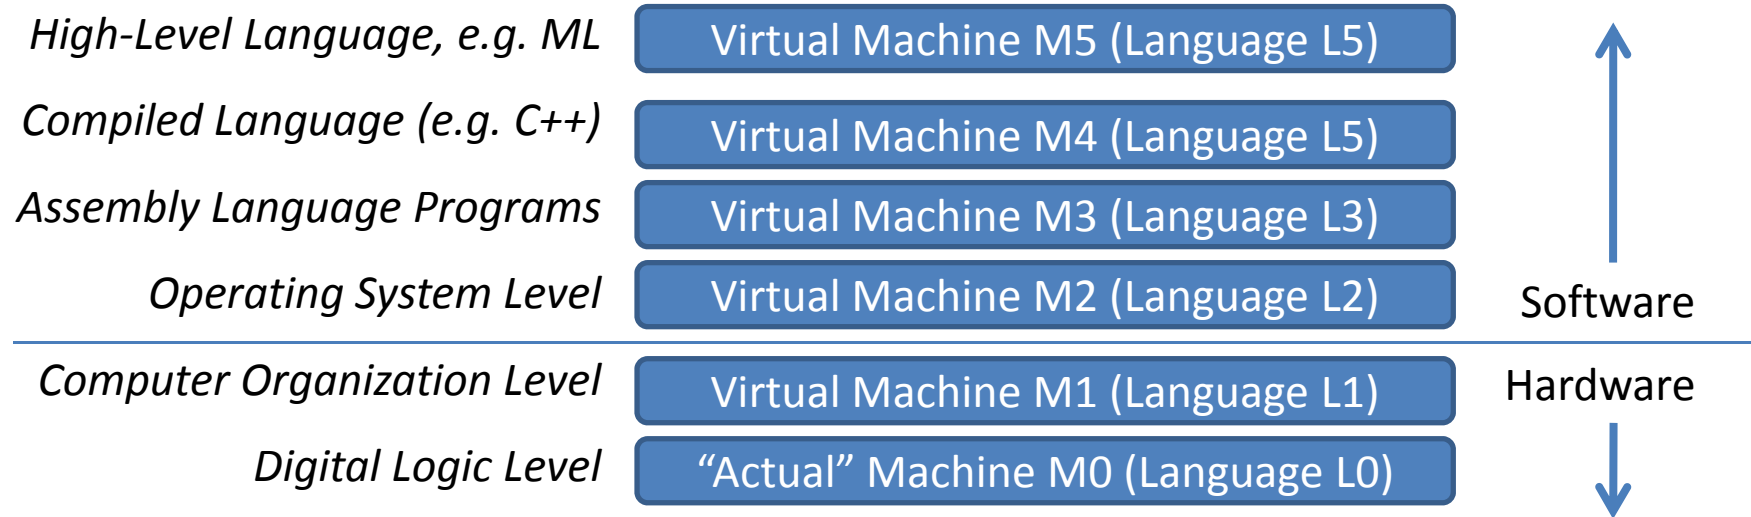 High-Level Language, e.g. ML
Virtual Machine M5 (Language L5)
Compiled Language (e.g. C++)
Virtual Machine M4 (Language L5)
Assembly Language Programs
Virtual Machine M3 (Language L3)
Operating System Level
Virtual Machine M2 (Language L2)
Software
Computer Organization Level
Virtual Machine M1 (Language L1)
Hardware
Digital Logic Level
“Actual” Machine M0 (Language L0)